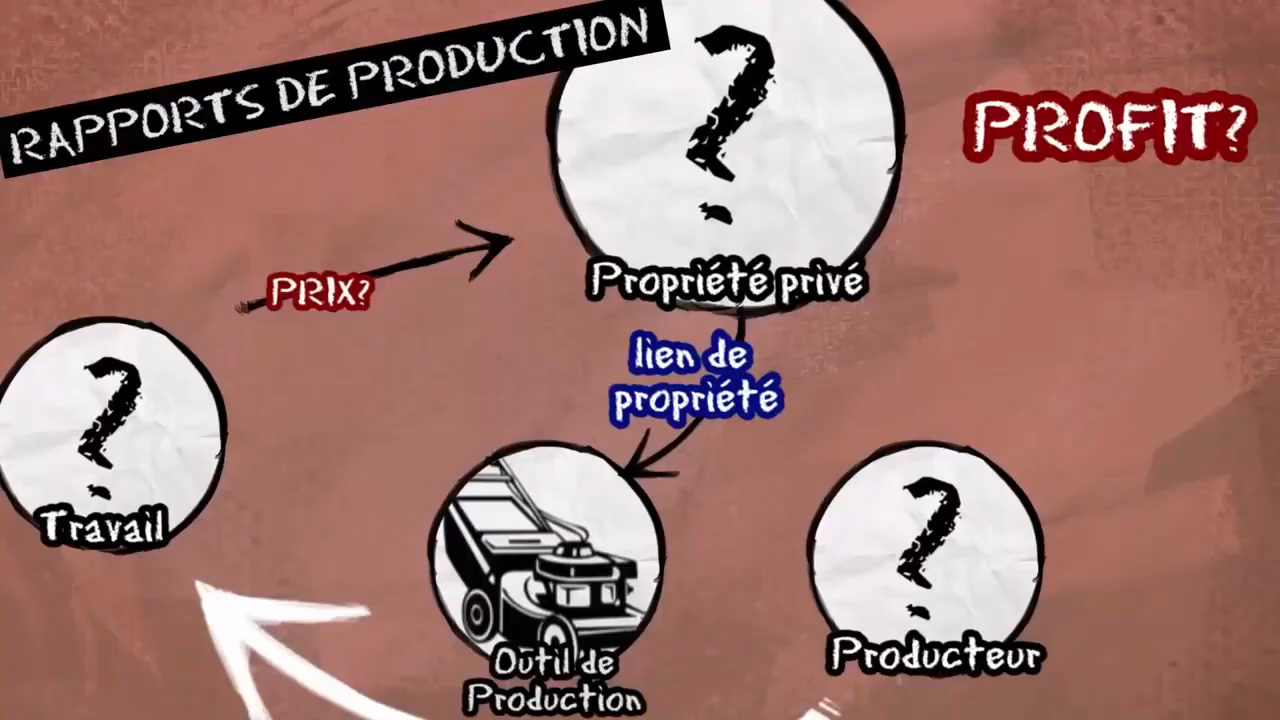 RAPPORTS DE PRODUCTION
PROFIT?
Propriété privé
PRIX?
lien de
propriété
Travail
Outil de
Production
Producteur